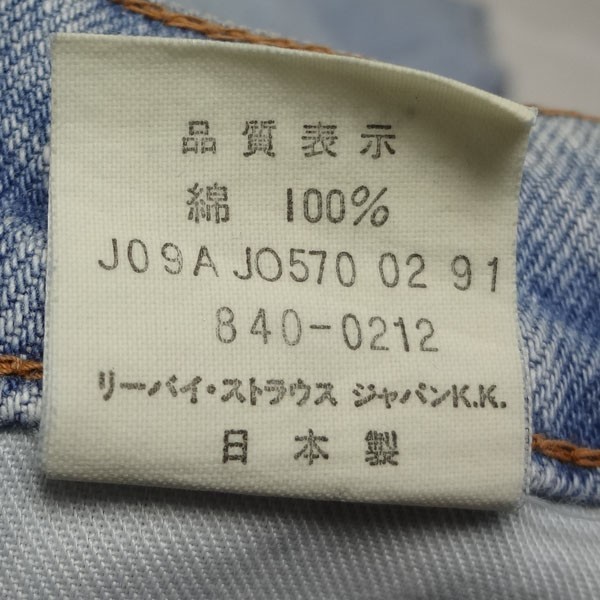 品質表示
綿 100%
J09A JO570 02 91
840-0212
リーバイ・ストラウス ジャパンK.K.
日本製